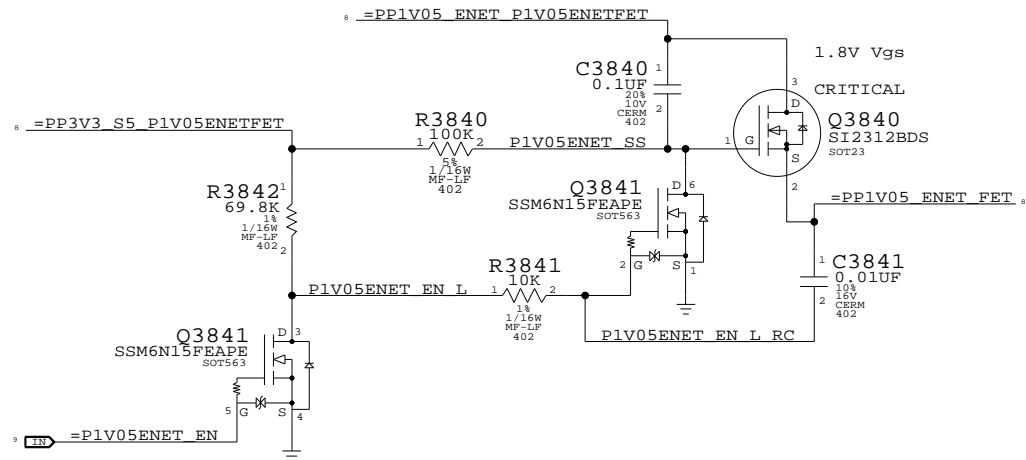 8 =PP1V05_ENET_P1V05ENETFET
1.8V Vgs
C3840 1
0.1UF
20%
10V
CERM
402
2
3
D
CRITICAL
Q3840
SI2312BDS
SOT23
1 G
S
2
8 =PP3V3_S5_P1V05ENETFET
R3840
1 100K 2
5%
1/16W
MF-LF
402
P1V05ENET_SS
Q3841
SSM6N15FEAPE
SOT563
D 6
2 G S 1
=PP1V05_ENET_FET 8
R3842 1
69.8K
1%
1/16W
MF-LF
402
2
1
C3841
0.01UF
10%
16V
CERM
402
2
P1V05ENET_EN_L
R3841
1 10K 2
1%
1/16W
MF-LF
402
P1V05ENET_EN_L_RC
Q3841
SSM6N15FEAPE
SOT563
D 3
5 G S 4
9 IN =P1V05ENET_EN